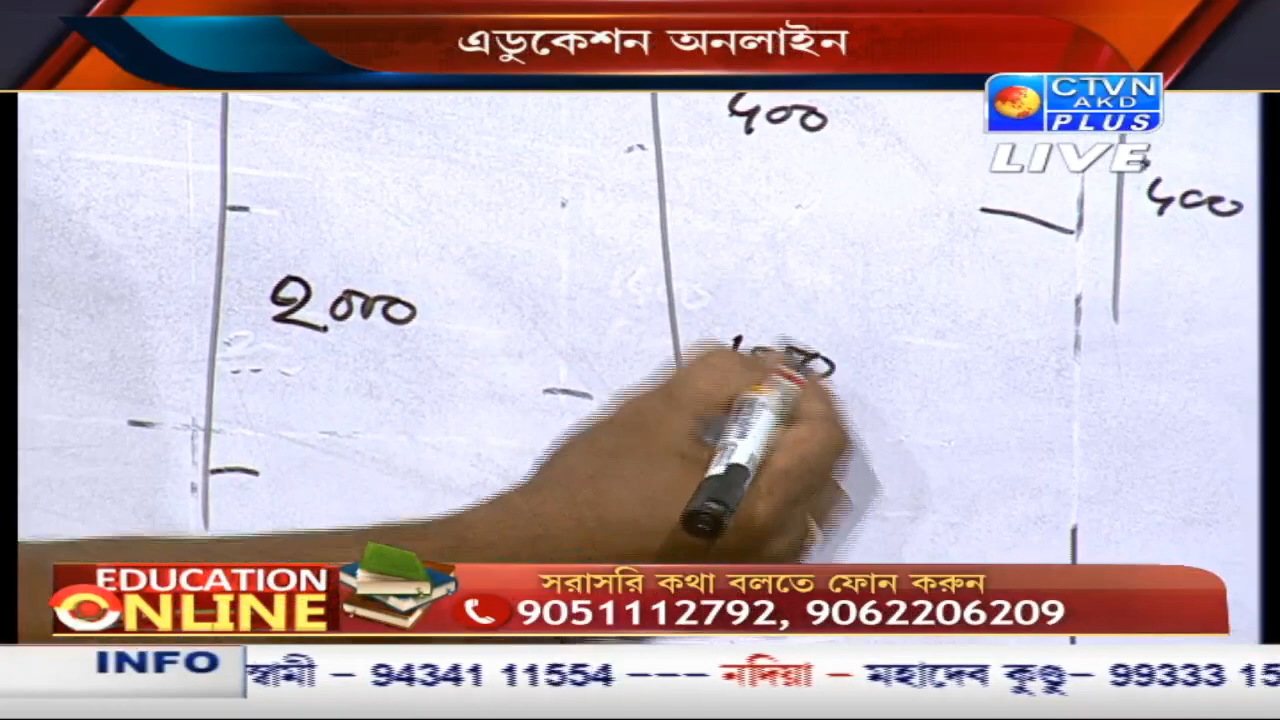 এডুকেশন অনলাইন
CTVN
AKD
PLUS
LIVE
৫০০
৫০০
২০০০
EDUCATION
ONLINE
সরাসরি কথা বলতে ফোন করুন
9051112792, 9062206209
INFO
স্বামী – 94341 11554 --- নদিয়া – মহাদেব কুণ্ডু– 99333 15